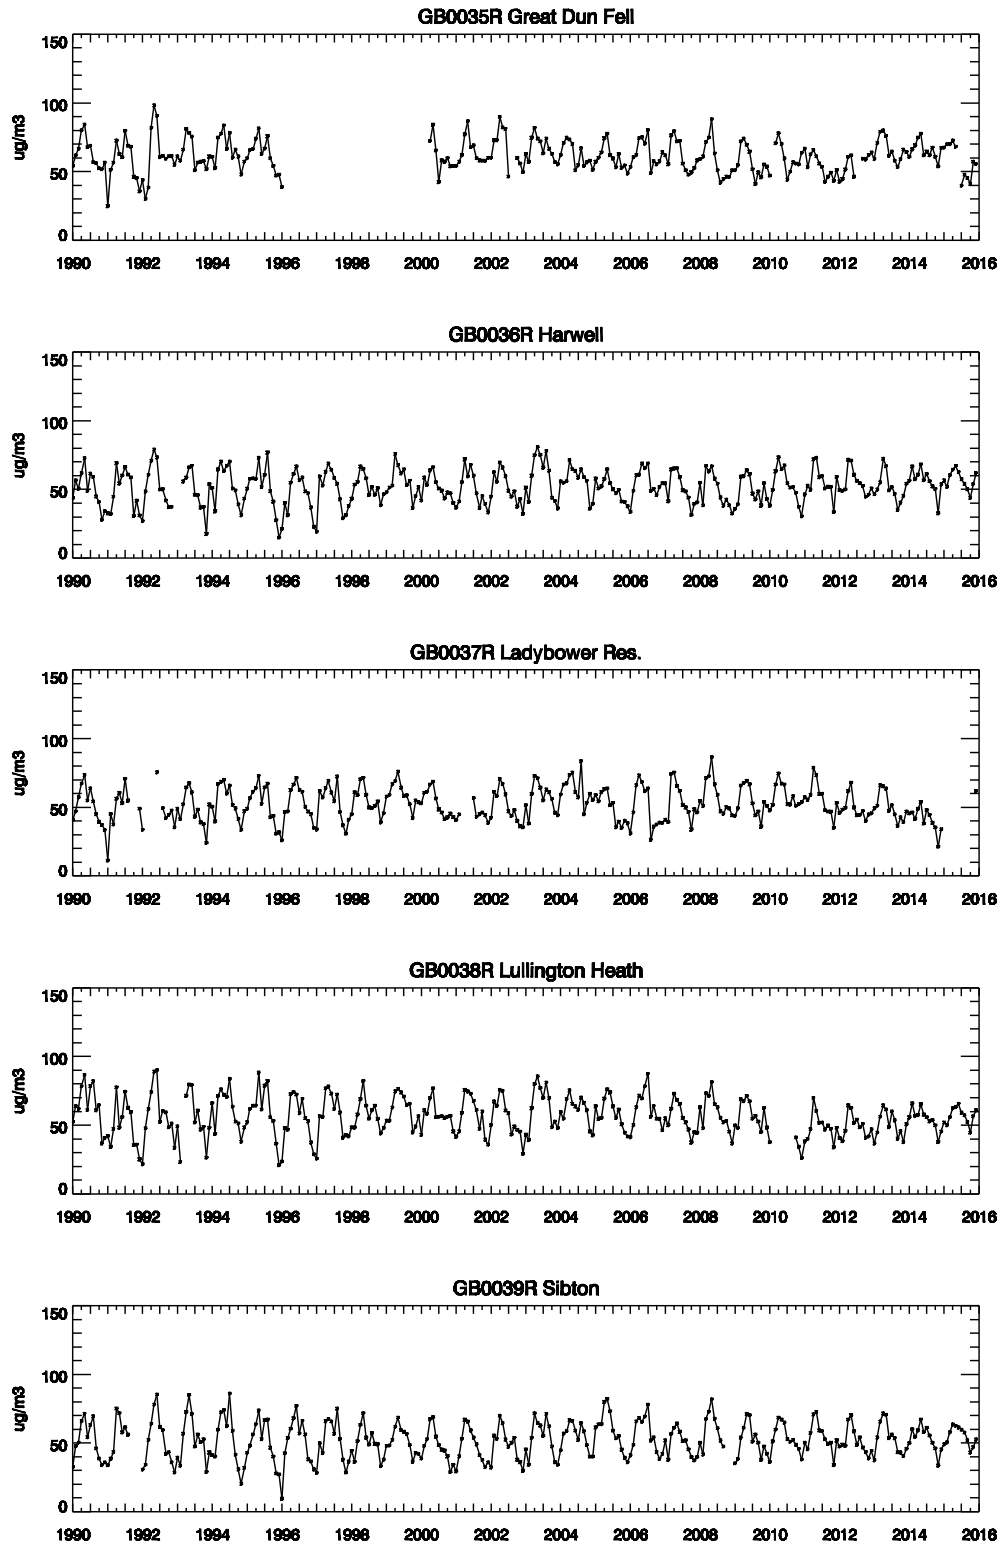 GB0035R Great Dun Fell
150
100
ug/m3
50
0
1990 1992 1994 1996 1998 2000 2002 2004 2006 2008 2010 2012 2014 2016
GB0036R Harwell
150
100
ug/m3
50
0
1990 1992 1994 1996 1998 2000 2002 2004 2006 2008 2010 2012 2014 2016
GB0037R Ladybower Res.
150
100
ug/m3
50
0
1990 1992 1994 1996 1998 2000 2002 2004 2006 2008 2010 2012 2014 2016
GB0038R Lullington Heath
150
100
ug/m3
50
0
1990 1992 1994 1996 1998 2000 2002 2004 2006 2008 2010 2012 2014 2016
GB0039R Sibton
150
100
ug/m3
50
0
1990 1992 1994 1996 1998 2000 2002 2004 2006 2008 2010 2012 2014 2016